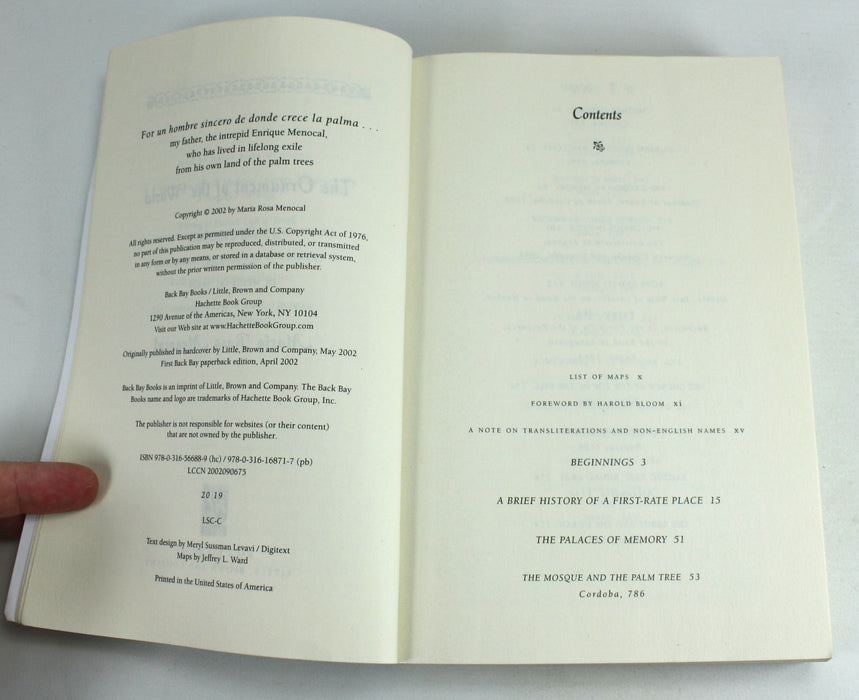 For un hombre sincero de donde crece la palma . . .
my father, the intrepid Enrique Menocal,
who has lived in lifelong exile
from his own land of the palm trees
Copyright © 2002 by María Rosa Menocal
All rights reserved. Except as permitted under the U.S. Copyright Act of 1976,
no part of this publication may be reproduced, distributed, or transmitted
in any form or by any means, or stored in a database or retrieval system,
without the prior written permission of the publisher.
Back Bay Books / Little, Brown and Company
Hachette Book Group
1290 Avenue of the Americas, New York, NY 10104
Visit our Web site at www.HachetteBookGroup.com
Originally published in hardcover by Little, Brown and Company, May 2002
First Back Bay paperback edition, April 2002
Back Bay Books is an imprint of Little, Brown and Company. The Back Bay
Books name and logo are trademarks of Hachette Book Group, Inc.
The publisher is not responsible for websites (or their content)
that are not owned by the publisher.
ISBN 978-0-316-56688-9 (hc) / 978-0-316-16871-7 (pb)
LCCN 2002090675
20 19
LSC-C
Text design by Meryl Sussman Levavi / Digitext
Maps by Jeffrey L. Ward
Printed in the United States of America
Contents
LIST OF MAPS x
FOREWORD BY HAROLD BLOOM xi
A NOTE ON TRANSLITERATIONS AND NON-ENGLISH NAMES xv
BEGINNINGS 3
A BRIEF HISTORY OF A FIRST-RATE PLACE 15
THE PALACES OF MEMORY 51
THE MOSQUE AND THE PALM TREE 53
Cordoba, 786